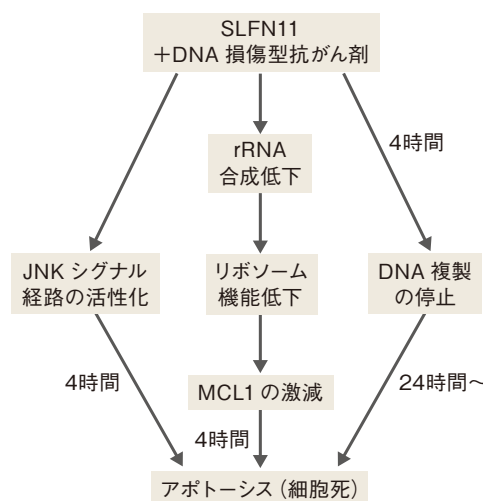 SLFN11
＋DNA 損傷型抗がん剤
rRNA
合成低下
4時間
JNK シグナル
経路の活性化
リボソーム
機能低下
DNA 複製
の停止
4時間
MCL1 の激減
24時間〜
4時間
アポトーシス（細胞死）